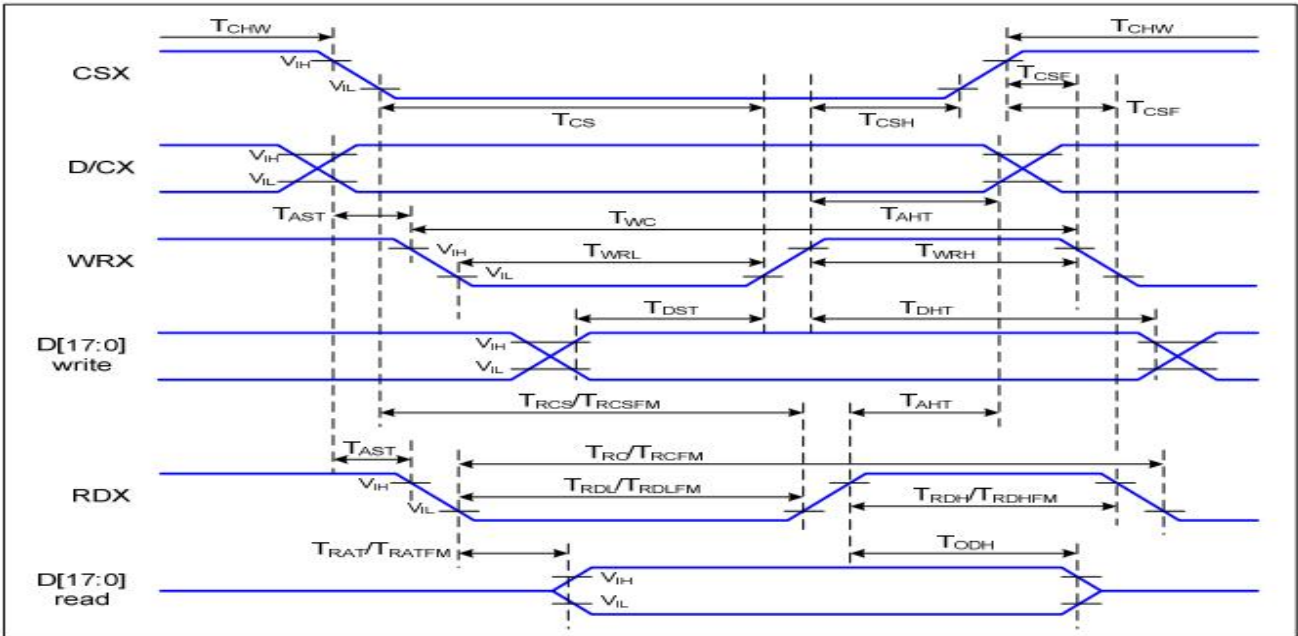 TCHW TCHW
CSX VIH TCSF
VIL TCSF
TCS TCSH
D/CX VIH
VIL
TAST TWC TAHT
WRX VIH TWRL TWRH
VIL
TDST TDHT
D[17:0] VIH
write VIL
TRCS/TRCSFM TAHT
TAST TRC/TRCFM
RDX VIH TRDL/TRDLFM TRDH/TRDHFM
VIL
TRAT/TRATFM TODH
D[17:0] VIH
read VIL